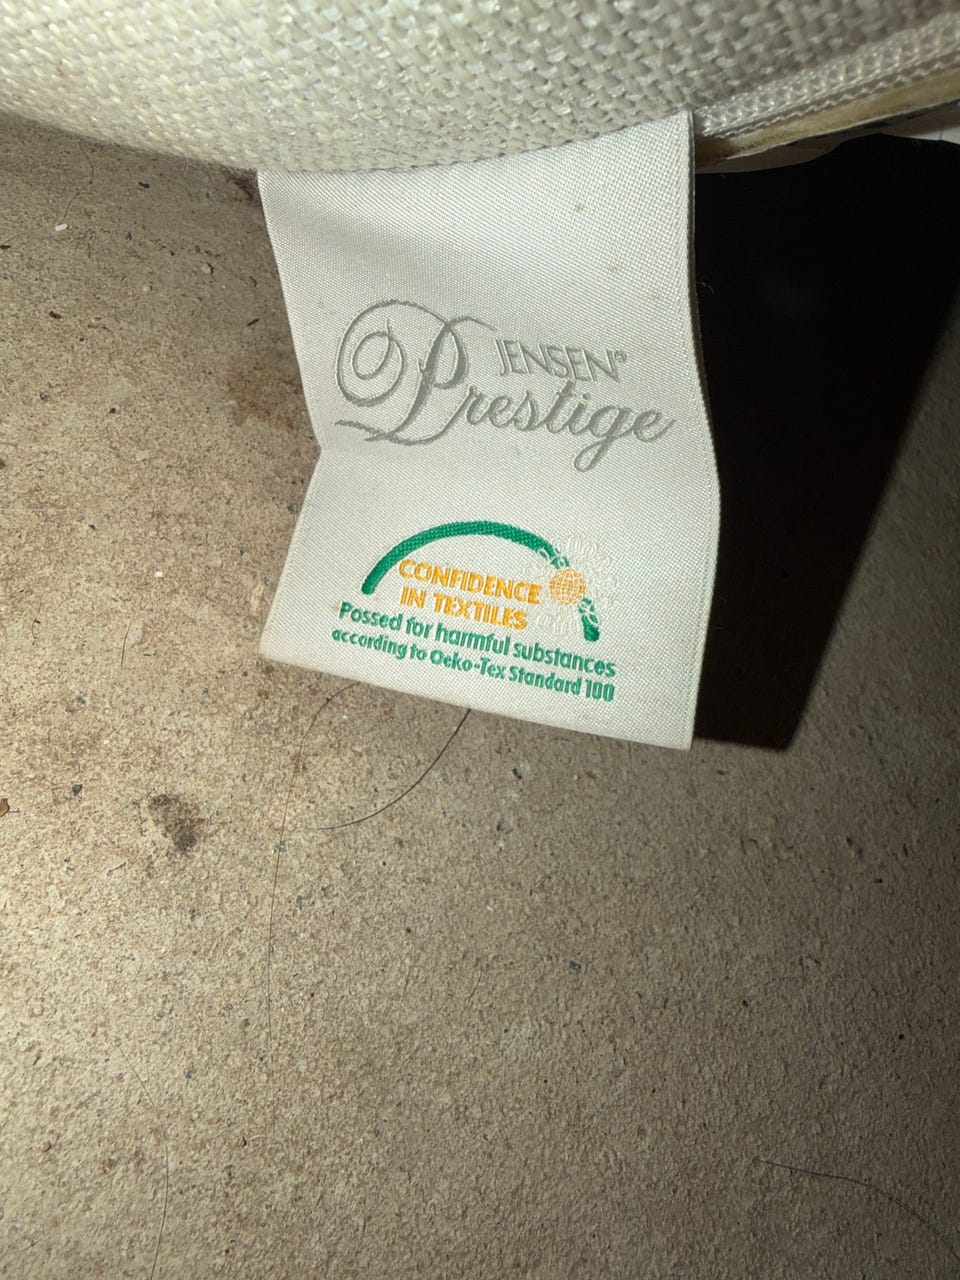 JENSEN®
Prestige
CONFIDENCE
IN TEXTILES
Possed for harmful substances
according to Oeko-Tex Standard 100